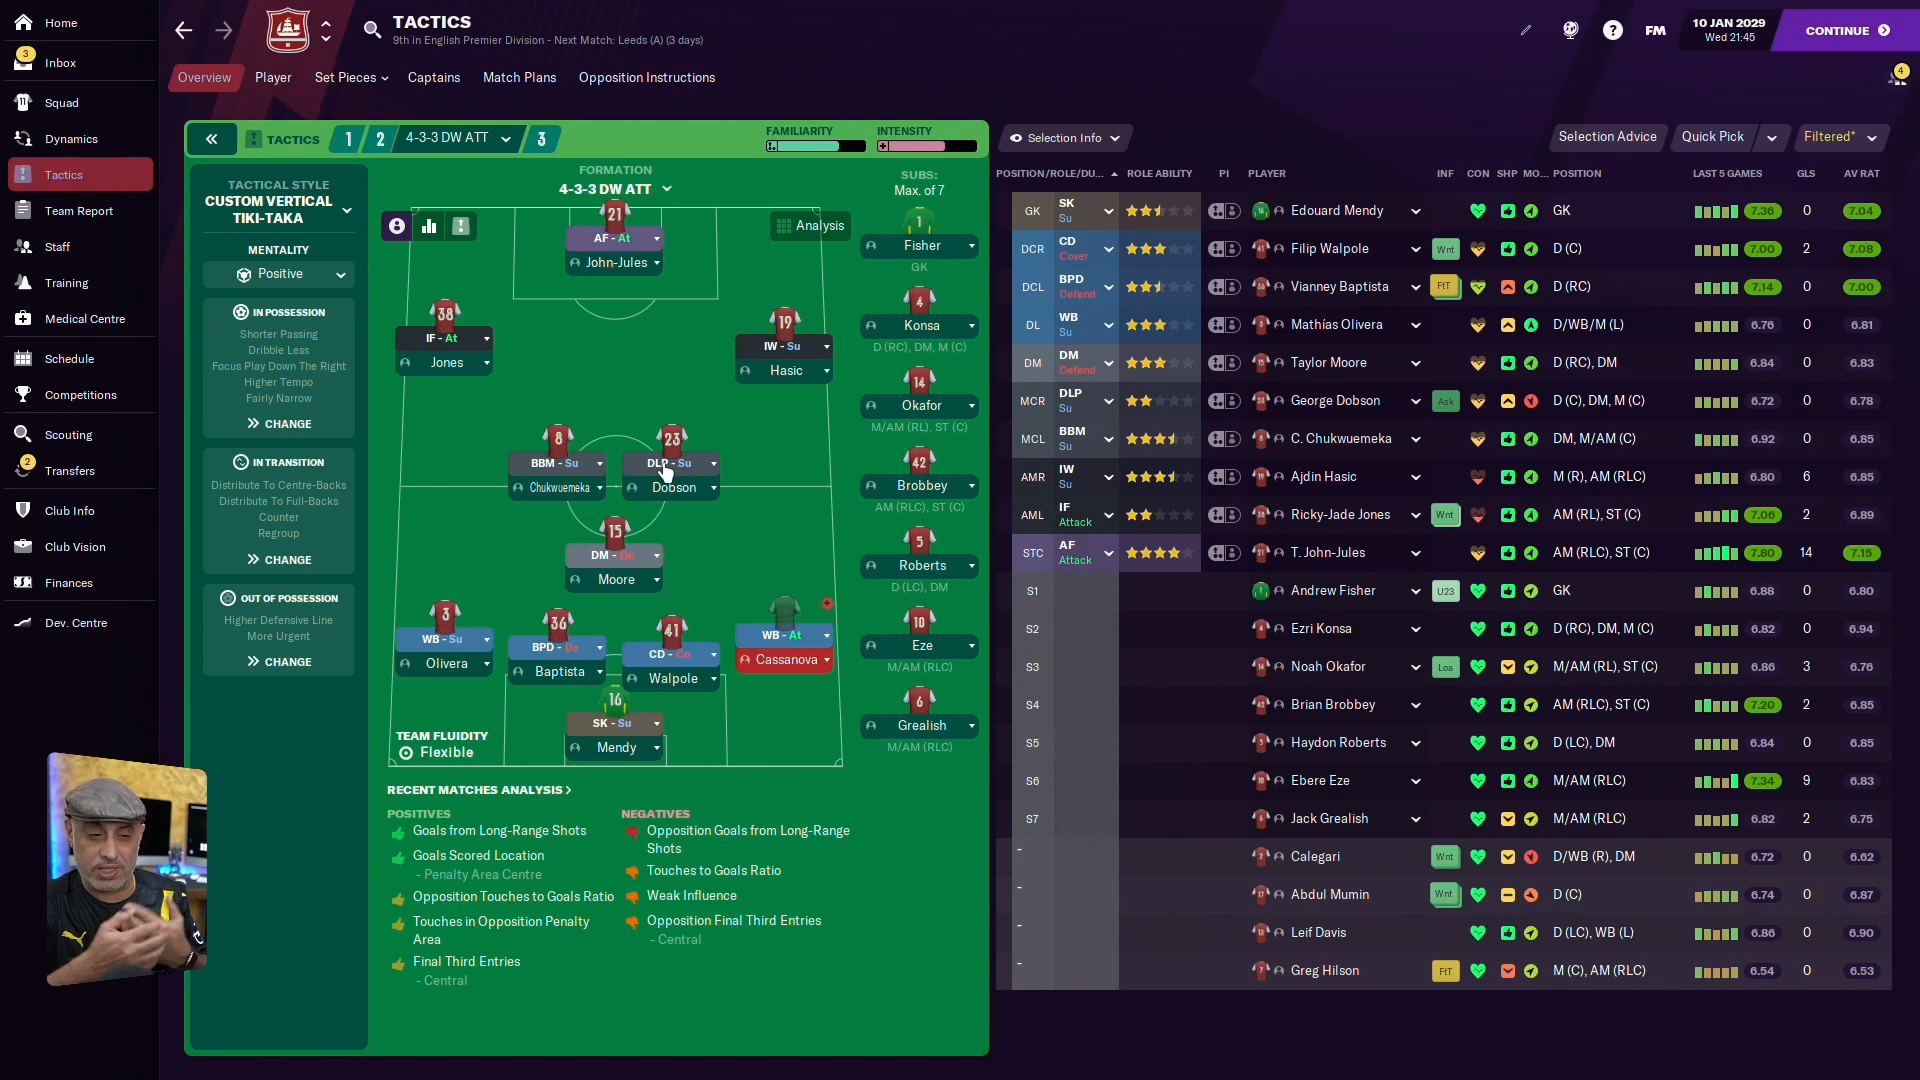 Home
3
Inbox
Squad
Dynamics
Tactics
Team Report
Staff
Training
Medical Centre
Schedule
Competitions
Scouting
2
Transfers
Club Info
Club Vision
Finances
Dev. Centre
TACTICS
9th in English Premier Division - Next Match: Leeds (A) (3 days)
FM
10 JAN 2029
Wed 21:45
CONTINUE
4
Overview
Player
Set Pieces
Captains
Match Plans
Opposition Instructions
TACTICS
1
2
4-3-3 DW ATT
3
FAMILIARITY
INTENSITY
TACTICAL STYLE
CUSTOM VERTICAL
TIKI-TAKA
MENTALITY
Positive
IN POSSESSION
Shorter Passing
Dribble Less
Focus Play Down The Right
Higher Tempo
Fairly Narrow
CHANGE
IN TRANSITION
Distribute To Centre-Backs
Distribute To Full-Backs
Counter
Regroup
CHANGE
OUT OF POSSESSION
Higher Defensive Line
More Urgent
CHANGE
FORMATION
4-3-3 DW ATT
Analysis
21
AF - At
John-Jules
38
IF - At
Jones
19
IW - Su
Hasic
8
BBM - Su
Chukwuemeka
23
DLP - Su
Dobson
15
DM - De
Moore
3
WB - Su
Olivera
36
BPD - De
Baptista
41
CD - Co
Walpole
WB - At
Cassanova
16
SK - Su
Mendy
TEAM FLUIDITY
Flexible
SUBS:
Max. of 7
1
Fisher
GK
4
Konsa
D (RC), DM, M (C)
14
Okafor
M/AM (RL), ST (C)
42
Brobbey
AM (RLC), ST (C)
5
Roberts
D (LC), DM
10
Eze
M/AM (RLC)
6
Grealish
M/AM (RLC)
RECENT MATCHES ANALYSIS >
POSITIVES
Goals from Long-Range Shots
Goals Scored Location
- Penalty Area Centre
Opposition Touches to Goals Ratio
Touches in Opposition Penalty
Area
Final Third Entries
- Central
NEGATIVES
Opposition Goals from Long-Range
Shots
Touches to Goals Ratio
Weak Influence
Opposition Final Third Entries
- Central
Selection Info
Selection Advice
Quick Pick
Filtered*
POSITION/ROLE/DU... ROLE ABILITY PI PLAYER INF CON SHP MO... POSITION LAST 5 GAMES GLS AV RAT
GK SK Su Edouard Mendy GK 7.36 0 7.04
DCR CD Cover Filip Walpole Wnt D (C) 7.00 2 7.08
DCL BPD Defend Vianney Baptista FtT D (RC) 7.14 0 7.00
DL WB Su Mathías Olivera D/WB/M (L) 6.76 0 6.81
DM DM Defend Taylor Moore D (RC), DM 6.84 0 6.83
MCR DLP Su George Dobson Ask D (C), DM, M (C) 6.72 0 6.78
MCL BBM Su C. Chukwuemeka DM, M/AM (C) 6.92 0 6.85
AMR IW Su Ajdin Hasic M (R), AM (RLC) 6.80 6 6.85
AML IF Attack Ricky-Jade Jones Wnt AM (RL), ST (C) 7.06 2 6.89
STC AF Attack T. John-Jules AM (RLC), ST (C) 7.80 14 7.15
S1 Andrew Fisher U23 GK 6.88 0 6.80
S2 Ezri Konsa D (RC), DM, M (C) 6.82 0 6.94
S3 Noah Okafor Loa M/AM (RL), ST (C) 6.86 3 6.76
S4 Brian Brobbey AM (RLC), ST (C) 7.20 2 6.85
S5 Haydon Roberts D (LC), DM 6.84 0 6.85
S6 Ebere Eze M/AM (RLC) 7.34 9 6.83
S7 Jack Grealish M/AM (RLC) 6.82 2 6.75
- Calegari Wnt D/WB (R), DM 6.72 0 6.62
- Abdul Mumin Wnt D (C) 6.74 0 6.87
- Leif Davis D (LC), WB (L) 6.86 0 6.90
- Greg Hilson FtT M (C), AM (RLC) 6.54 0 6.53